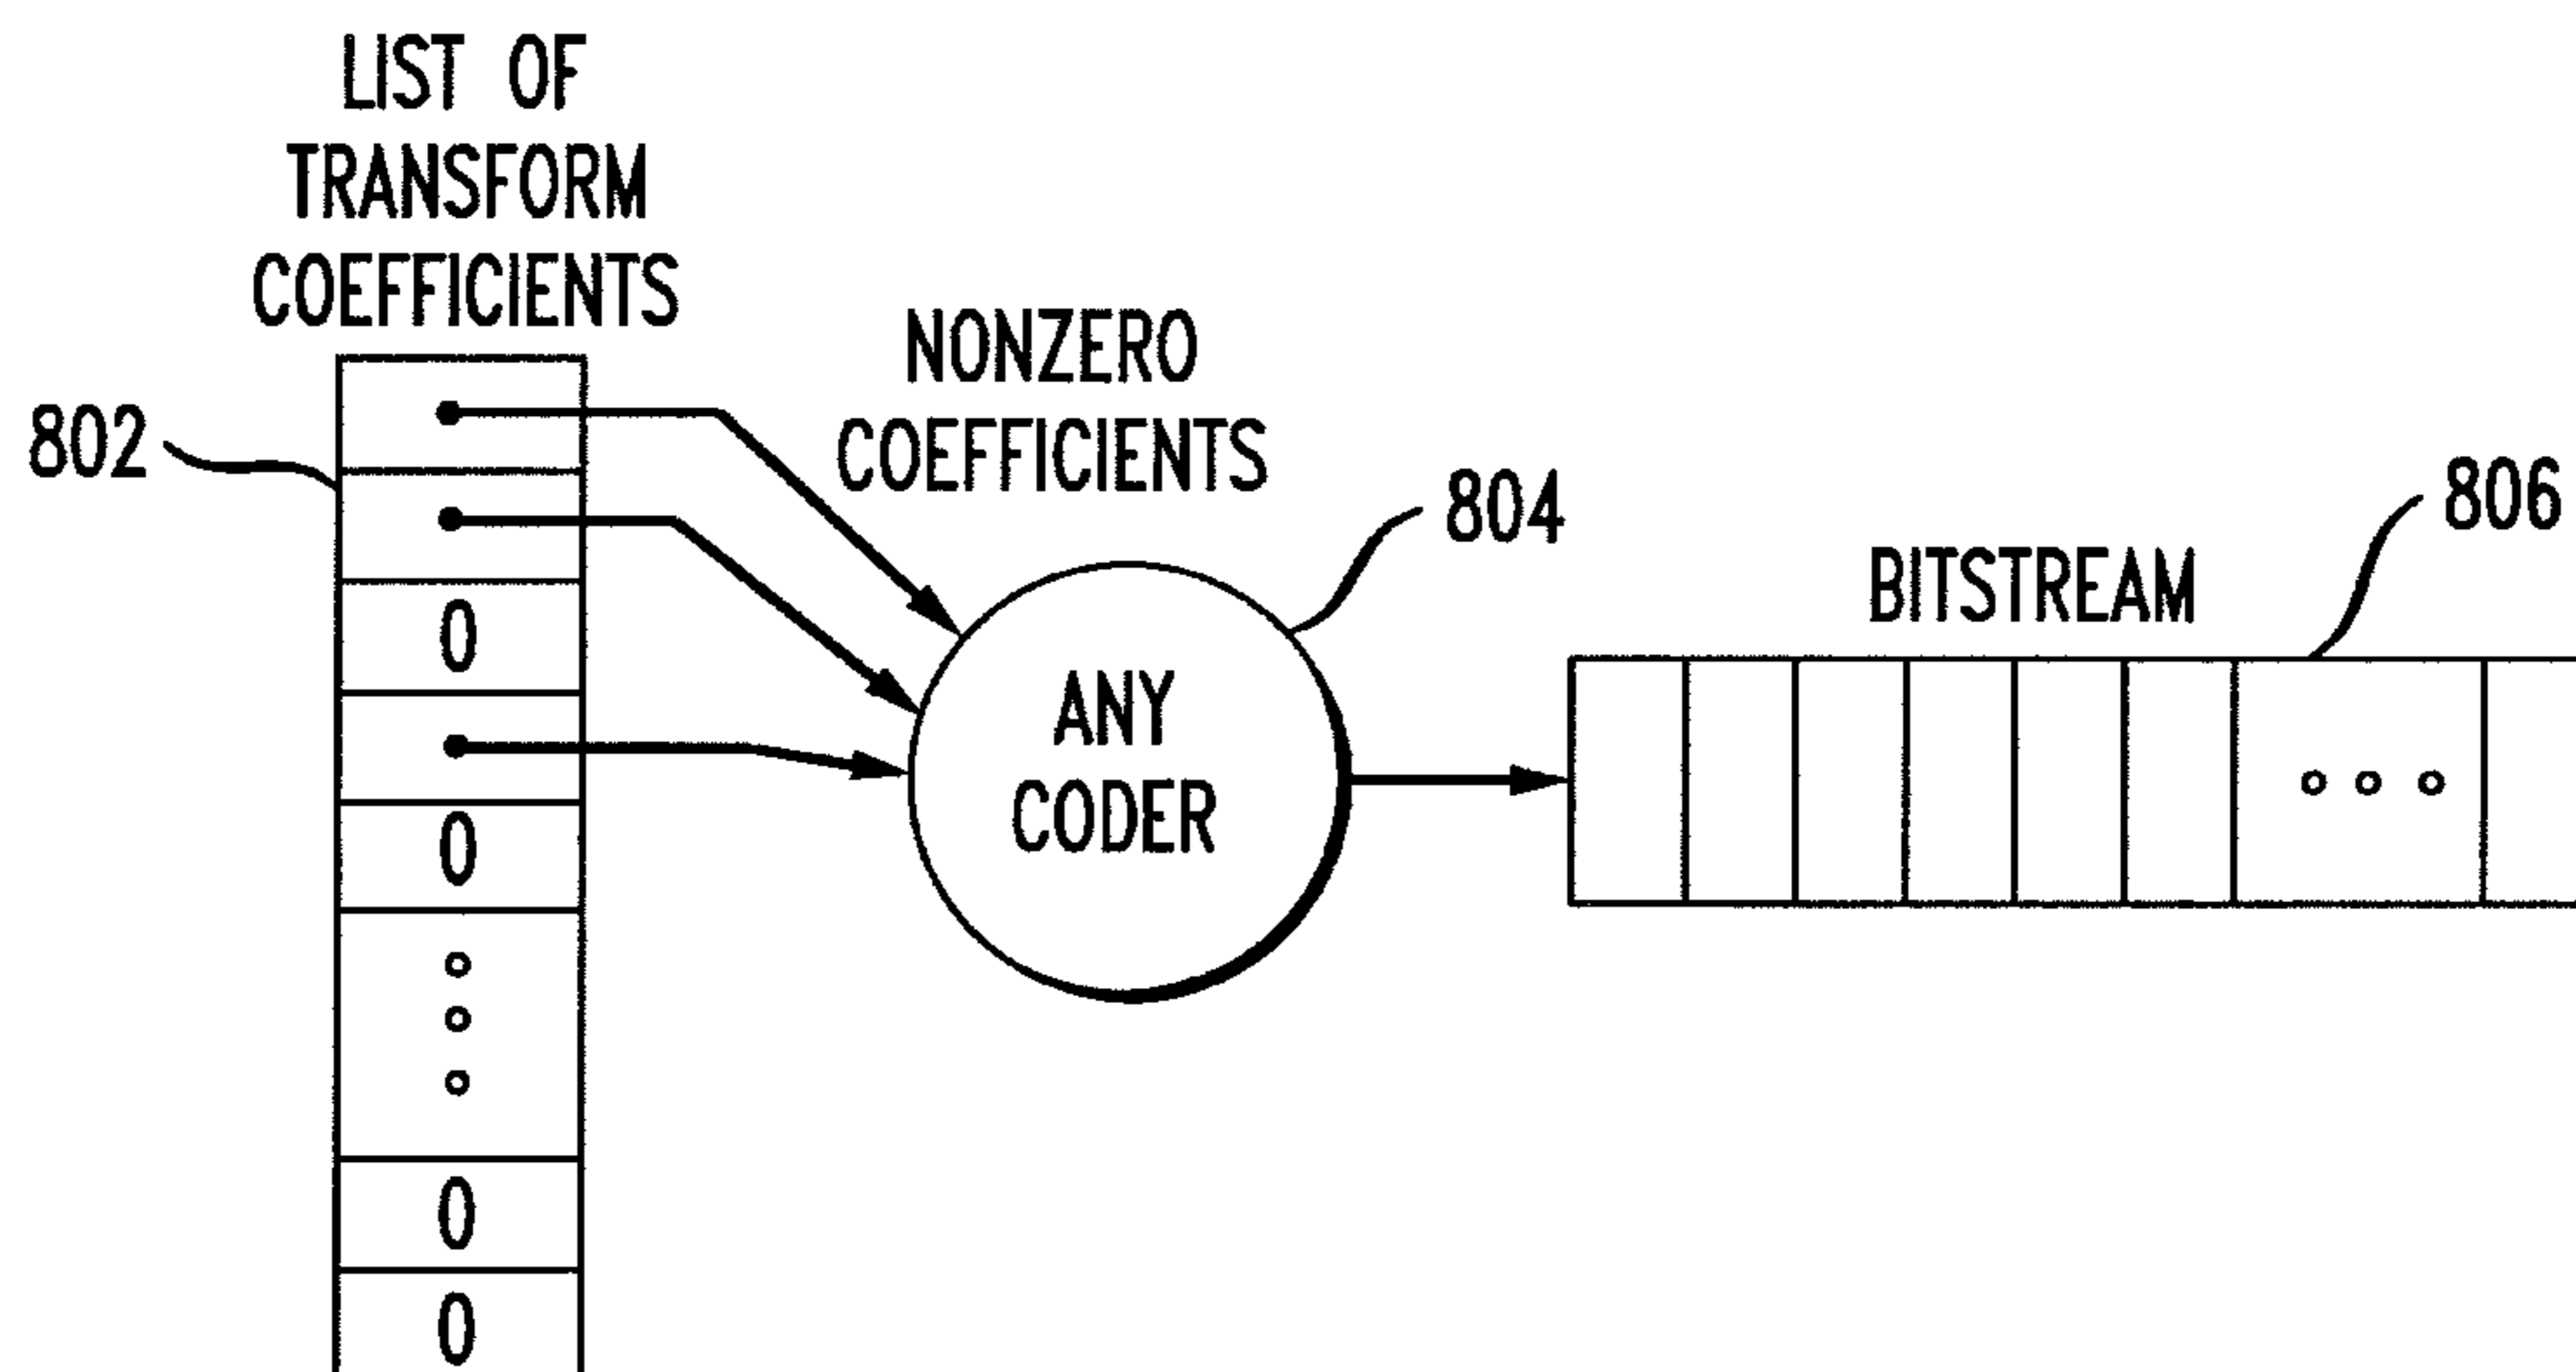 LIST OF
TRANSFORM
COEFFICIENTS
802
NONZERO
COEFFICIENTS
804
806
BITSTREAM
0
ANY
CODER
0
0
0